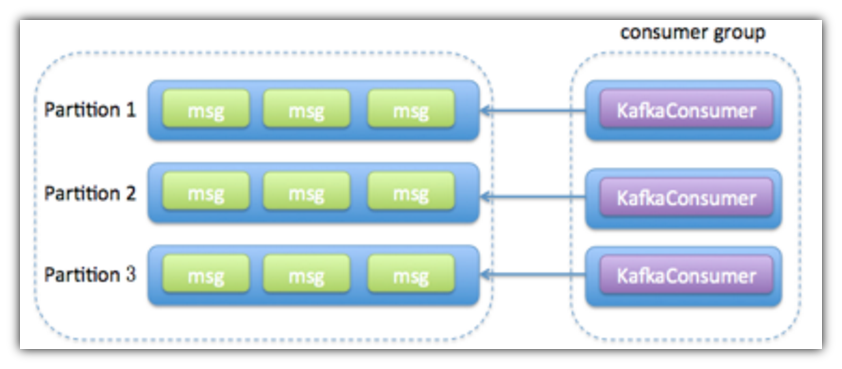 consumer group
Partition 1 msg msg msg KafkaConsumer
Partition 2 msg msg msg KafkaConsumer
Partition 3 msg msg msg KafkaConsumer